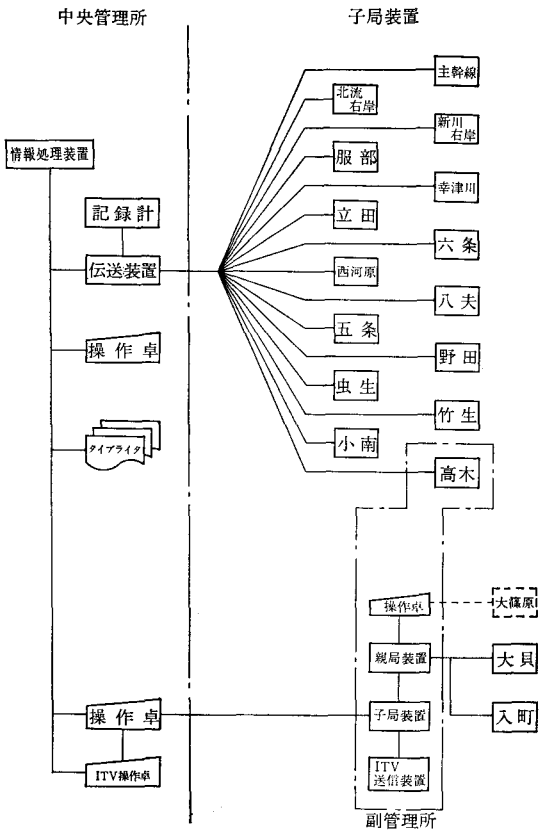 中央管理所
子局装置
主幹線
北流
右岸
新川
右岸
情報処理装置
服部
幸津川
記録計
立田
六条
伝送装置
西河原
八夫
五条
操作卓
野田
虫生
竹生
タイプライタ
小南
高木
操作卓
大篠原
親局装置
大貝
操作卓
子局装置
入町
ITV操作卓
ITV
送信装置
副管理所